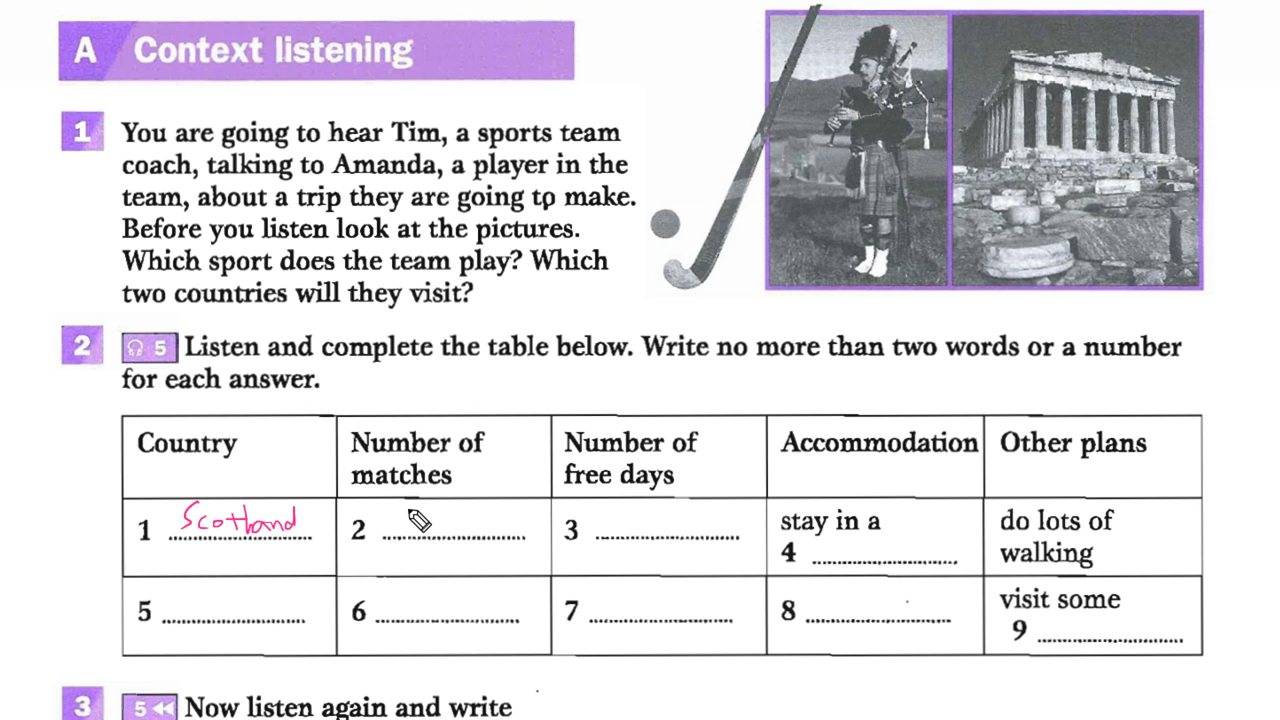 A Context listening
1 You are going to hear Tim, a sports team
coach, talking to Amanda, a player in the
team, about a trip they are going to make.
Before you listen look at the pictures.
Which sport does the team play? Which
two countries will they visit?
2 5 Listen and complete the table below. Write no more than two words or a number
for each answer.
Country
Number of
matches
Number of
free days
Accommodation
Other plans
1 Scotland
2
3
stay in a
4
do lots of
walking
5
6
7
8
visit some
9
3 5 Now listen again and write